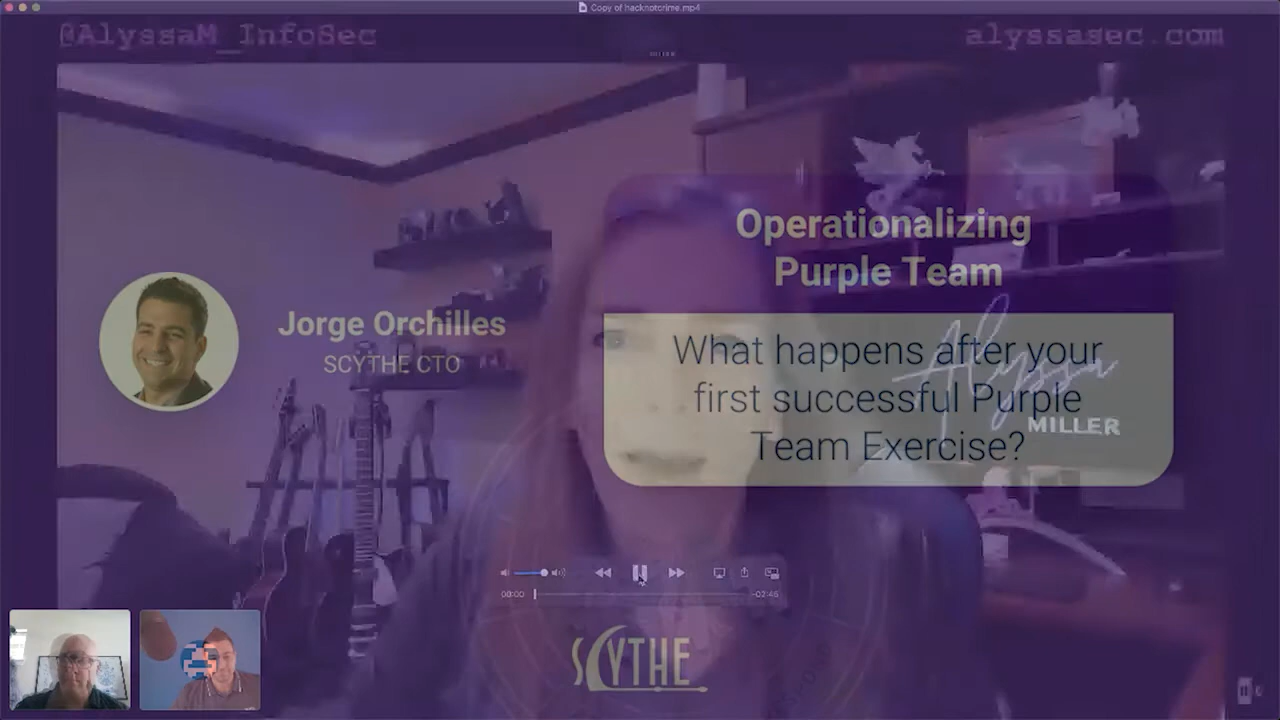 Copy of hacknotcrime.mp4
@AlyssaM_InfoSec
alyssasec.com
Operationalizing
Purple Team
Jorge Orchilles
SCYTHE CTO
What happens after your
first successful Purple
Team Exercise?
Alyssa
MILLER
00:00
-02:46
SCYTHE